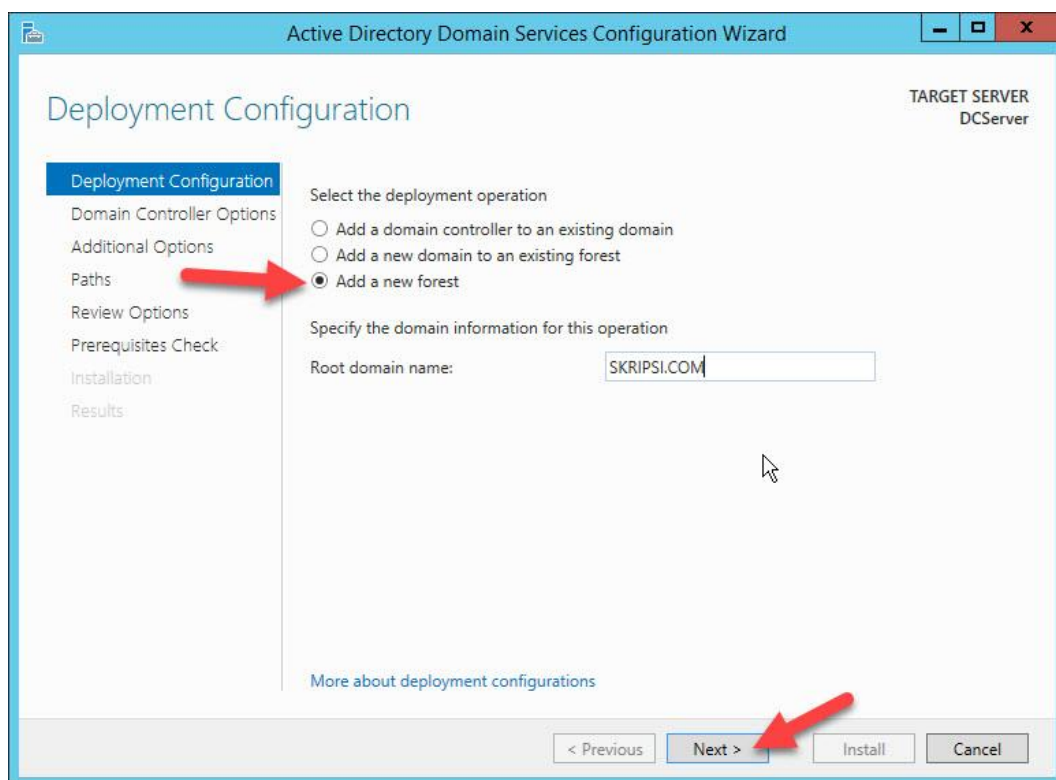 Active Directory Domain Services Configuration Wizard
Deployment Configuration
TARGET SERVER
DCServer
Deployment Configuration
Domain Controller Options
Additional Options
Paths
Review Options
Prerequisites Check
Installation
Results
Select the deployment operation
Add a domain controller to an existing domain
Add a new domain to an existing forest
Add a new forest
Specify the domain information for this operation
Root domain name: SKRIPSI.COM
More about deployment configurations
< Previous Next > Install Cancel